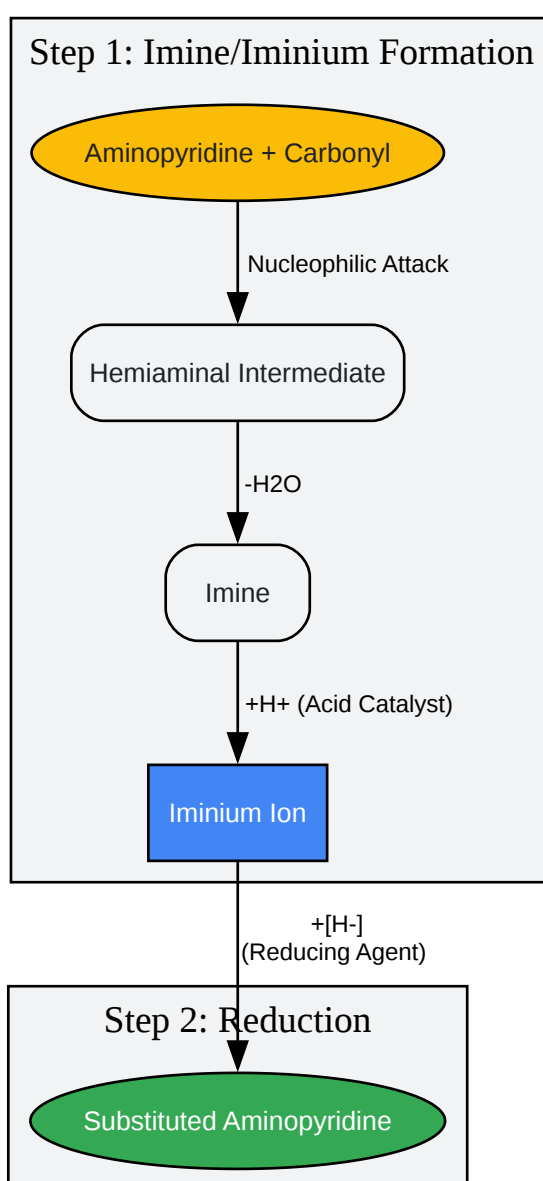 Step 1: Imine/Iminium Formation
Aminopyridine + Carbonyl
Nucleophilic Attack
Hemiaminal Intermediate
-H2O
Imine
+H+ (Acid Catalyst)
Iminium Ion
+[H-]
(Reducing Agent)
Step 2: Reduction
Substituted Aminopyridine